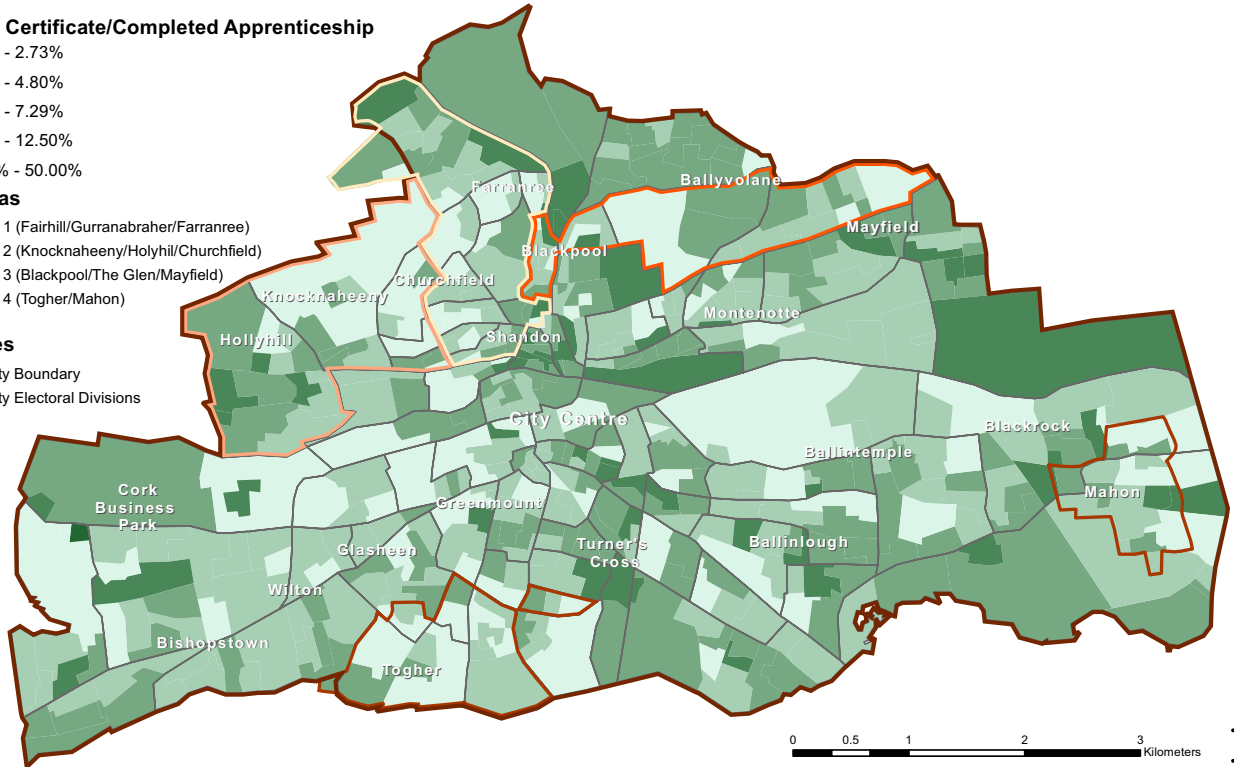 Certificate/Completed Apprenticeship
- 2.73%
- 4.80%
- 7.29%
- 12.50%
% - 50.00%
as
1 (Fairhill/Gurranabraher/Farranree)
2 (Knocknaheeny/Holyhil/Churchfield)
3 (Blackpool/The Glen/Mayfield)
4 (Togher/Mahon)
es
ty Boundary
ty Electoral Divisions
Farranree
Ballyvolane
Mayfield
Blackpool
Churchfield
Knocknaheeny
Montenotte
Hollyhill
Shandon
City Centre
Blackrock
Ballintemple
Cork
Business
Park
Mahon
Greenmount
Glasheen
Turner's
Cross
Ballinlough
Wilton
Bishopstown
Togher
0 0.5 1 2 3
Kilometers